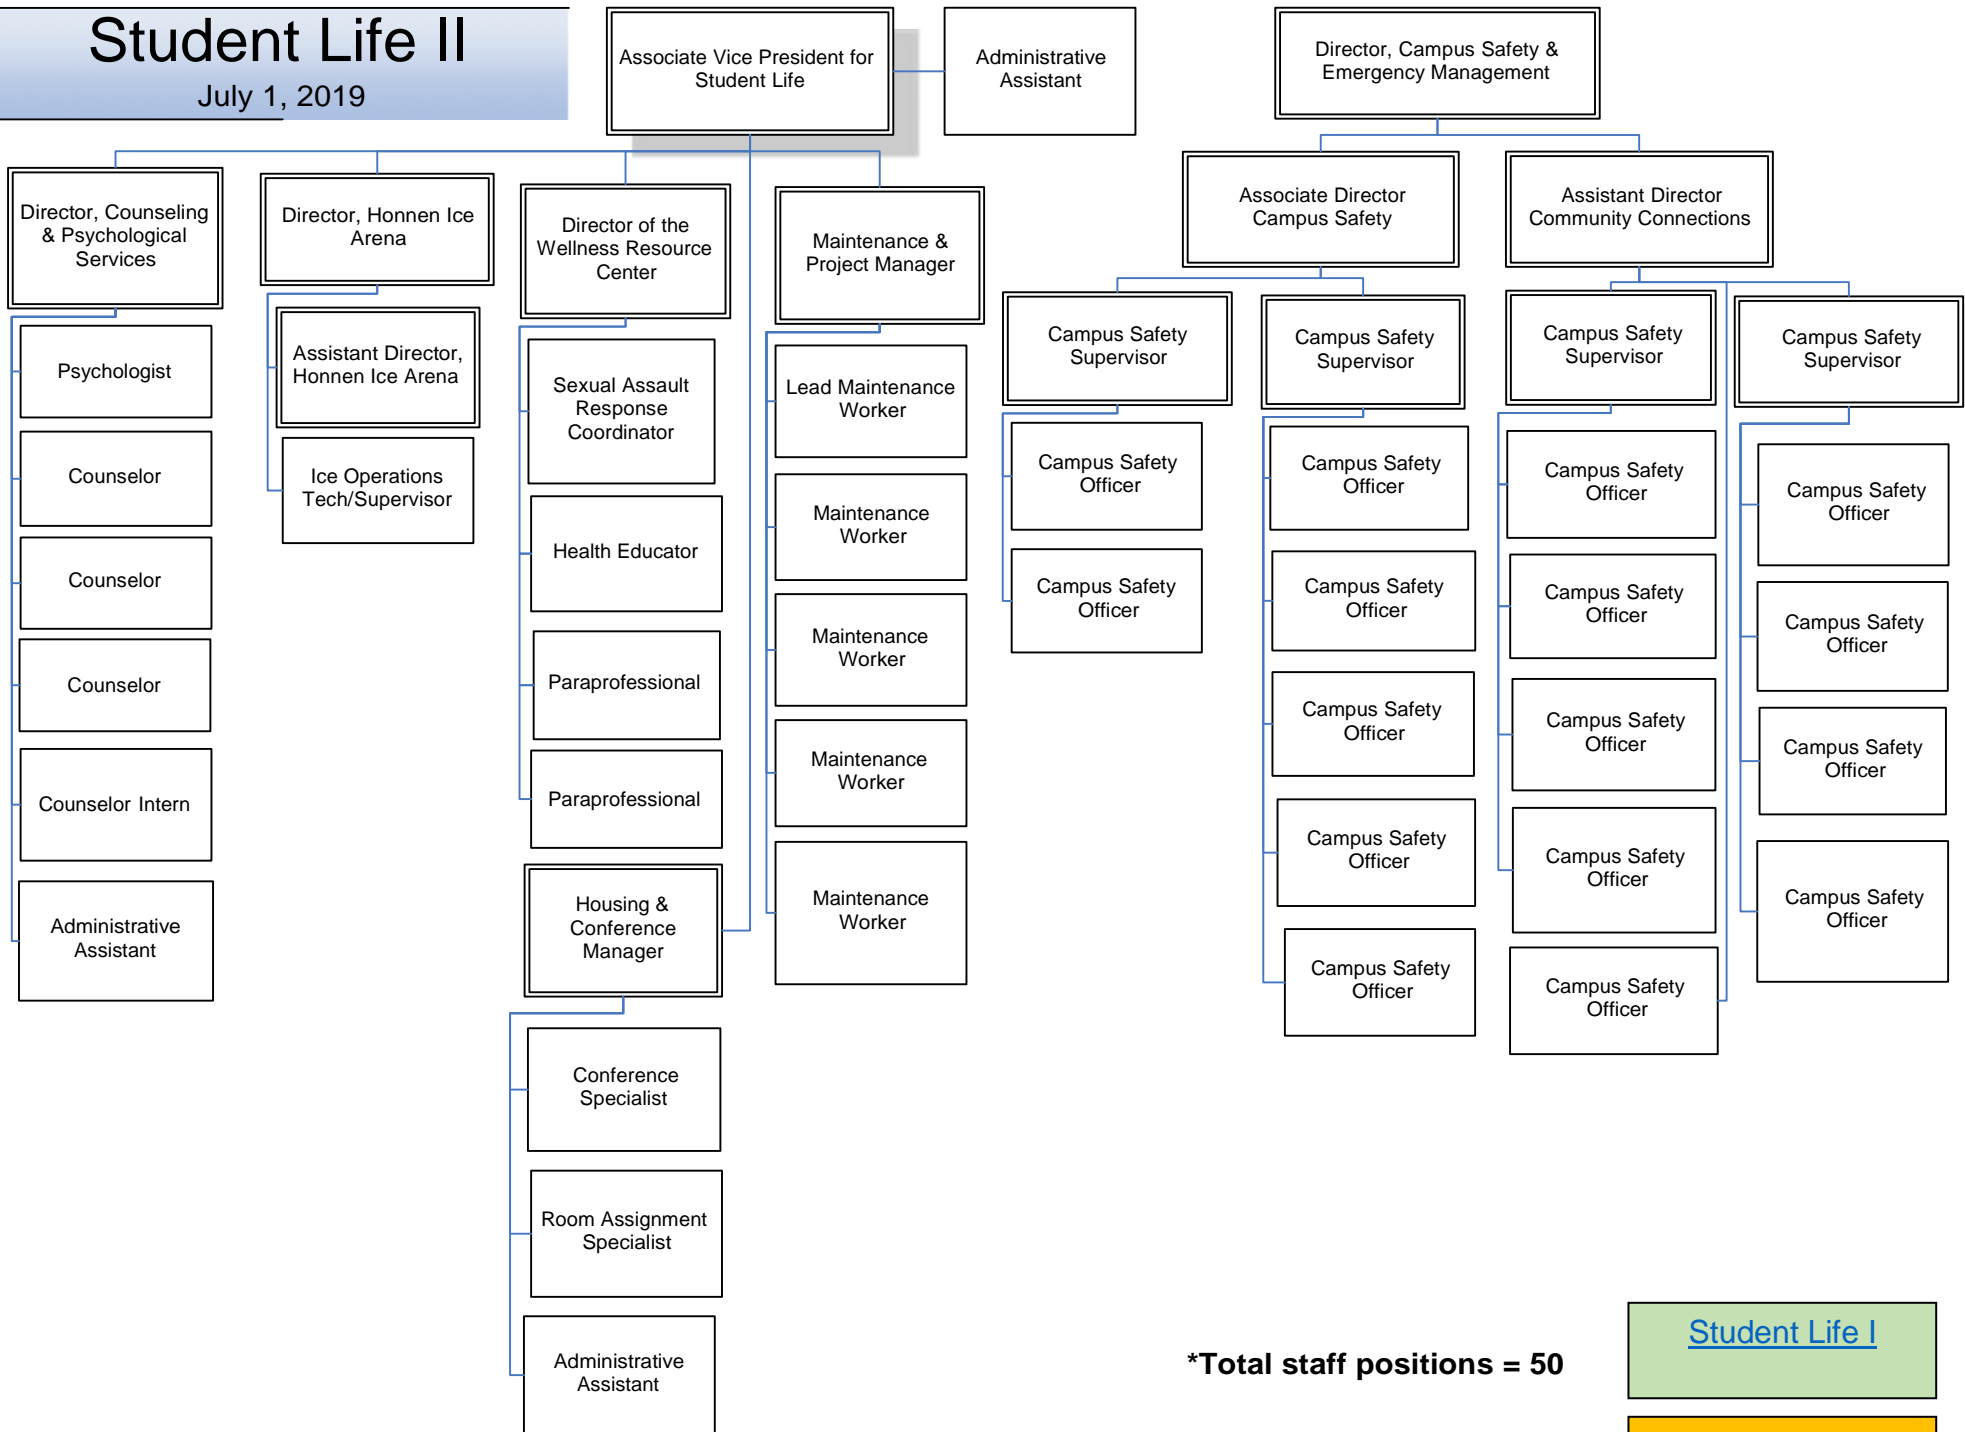 Student Life II
July 1, 2019
Associate Vice President for
Student Life
Administrative
Assistant
Director, Campus Safety &
Emergency Management
Director, Counseling
& Psychological
Services
Psychologist
Counselor
Counselor
Counselor
Counselor Intern
Administrative
Assistant
Director, Honnen Ice
Arena
Assistant Director,
Honnen Ice Arena
Ice Operations
Tech/Supervisor
Director of the
Wellness Resource
Center
Sexual Assault
Response
Coordinator
Health Educator
Paraprofessional
Paraprofessional
Housing &
Conference
Manager
Conference
Specialist
Room Assignment
Specialist
Administrative
Assistant
Maintenance &
Project Manager
Lead Maintenance
Worker
Maintenance
Worker
Maintenance
Worker
Maintenance
Worker
Maintenance
Worker
Associate Director
Campus Safety
Campus Safety
Supervisor
Campus Safety
Officer
Campus Safety
Officer
Campus Safety
Supervisor
Campus Safety
Officer
Campus Safety
Officer
Campus Safety
Officer
Campus Safety
Officer
Campus Safety
Officer
Assistant Director
Community Connections
Campus Safety
Supervisor
Campus Safety
Officer
Campus Safety
Officer
Campus Safety
Officer
Campus Safety
Officer
Campus Safety
Officer
Campus Safety
Supervisor
Campus Safety
Officer
Campus Safety
Officer
Campus Safety
Officer
Campus Safety
Officer
*Total staff positions = 50
Student Life I